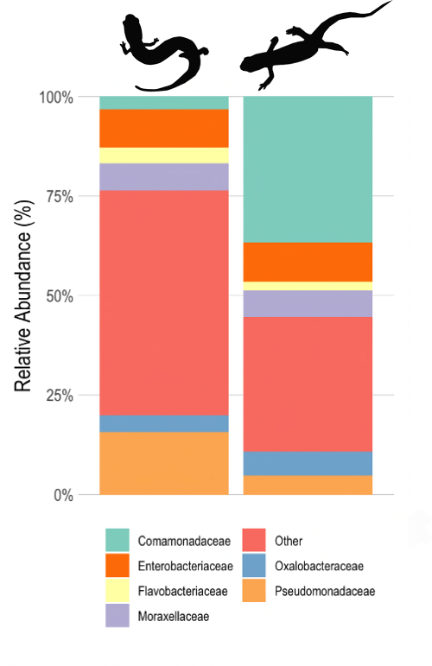 100%
75%
50%
25%
0%
Relative Abundance (%)
Comamonadaceae
Other
Enterobacteriaceae
Oxalobacteraceae
Flavobacteriaceae
Pseudomonadaceae
Moraxellaceae